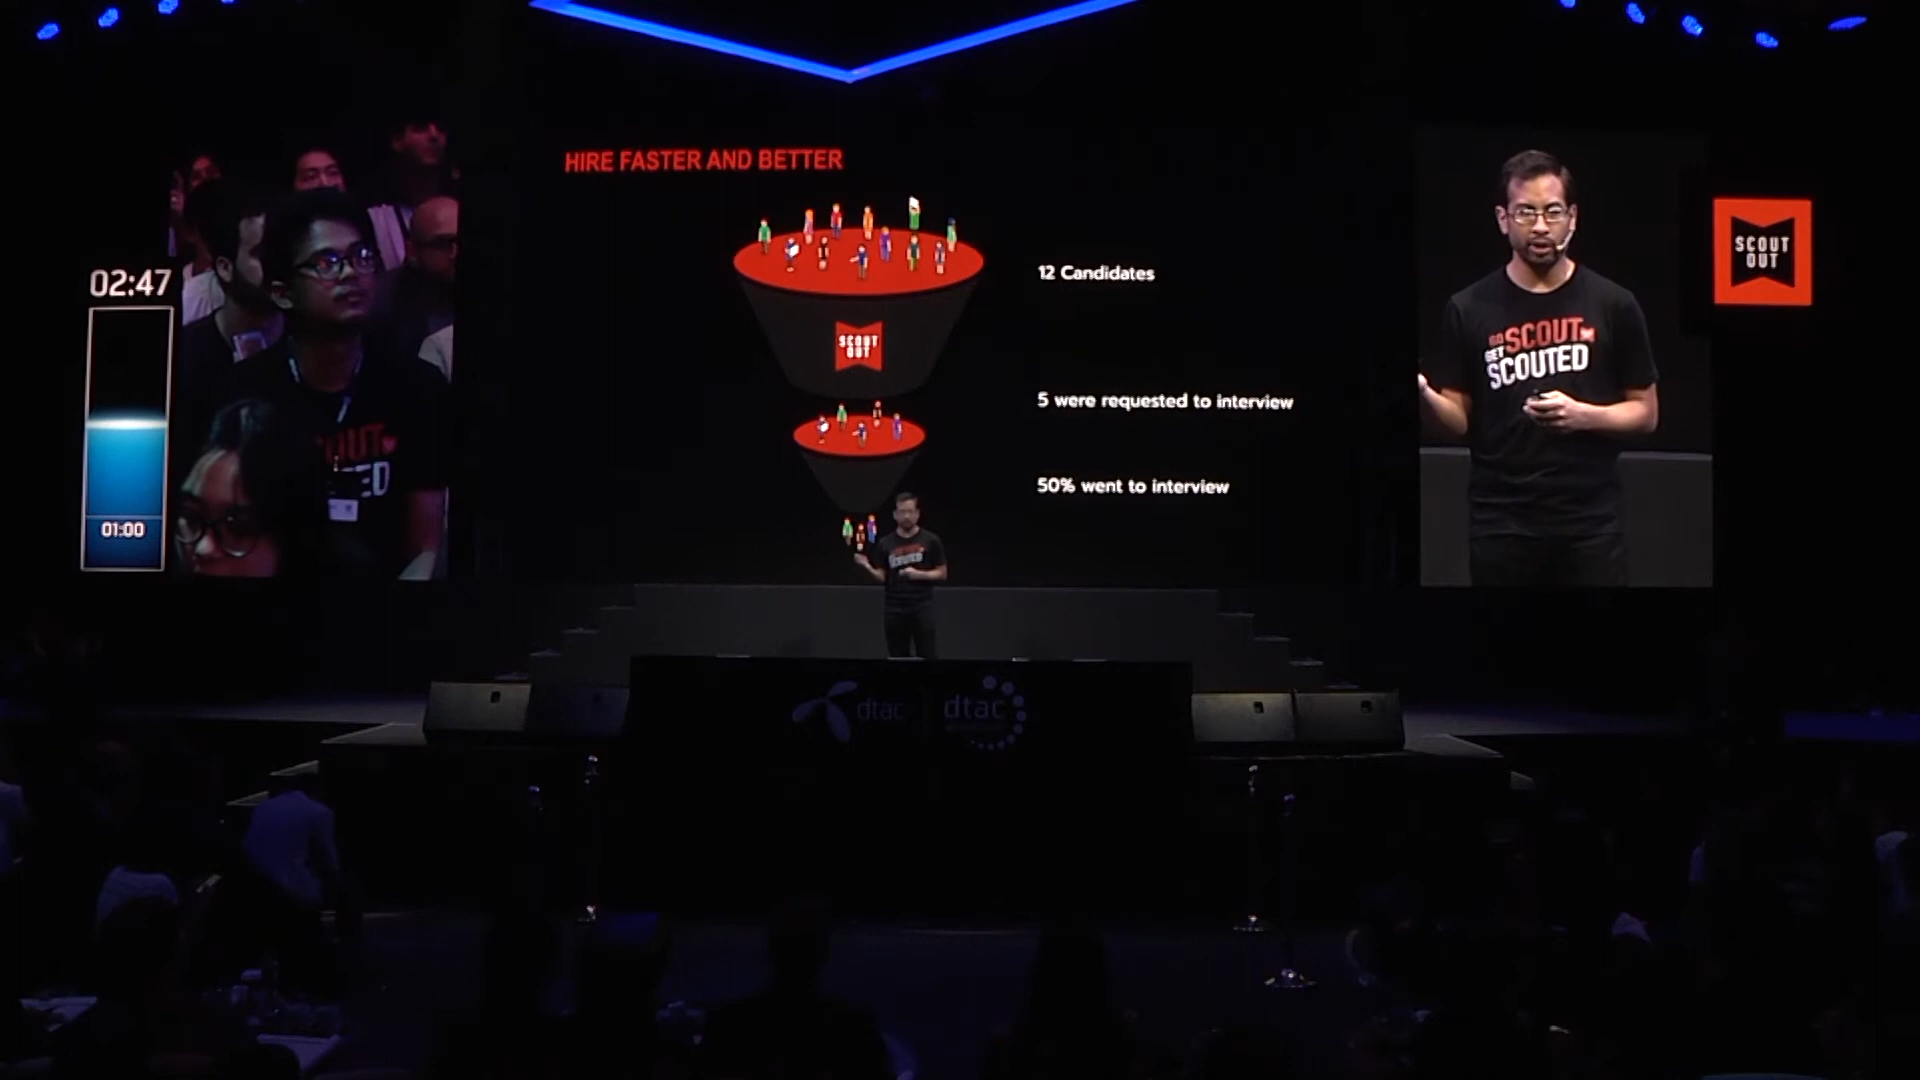 HIRE FASTER AND BETTER
02:47
01:00
12 Candidates
SCOUT
OUT
5 were requested to interview
50% went to interview
GO SCOUT
GET SCOUTED
SCOUT
OUT
dtac
dtac